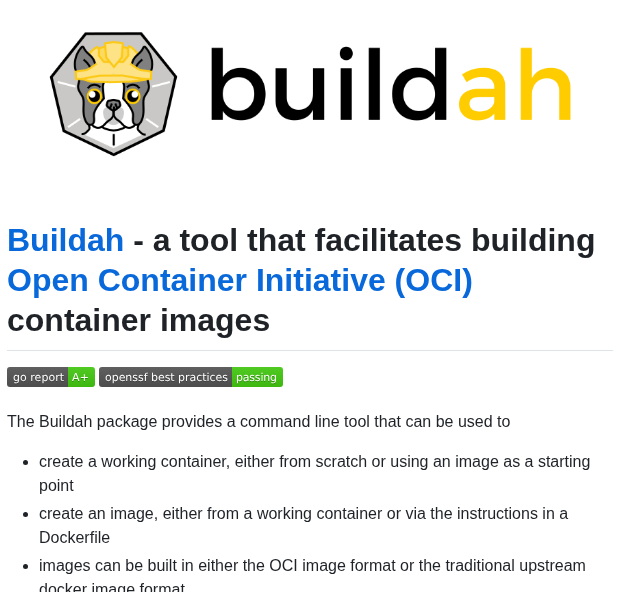 buildah
Buildah - a tool that facilitates building
Open Container Initiative (OCI)
container images
go report A+ openssf best practices passing
The Buildah package provides a command line tool that can be used to
create a working container, either from scratch or using an image as a starting
point
create an image, either from a working container or via the instructions in a
Dockerfile
images can be built in either the OCI image format or the traditional upstream
docker image format